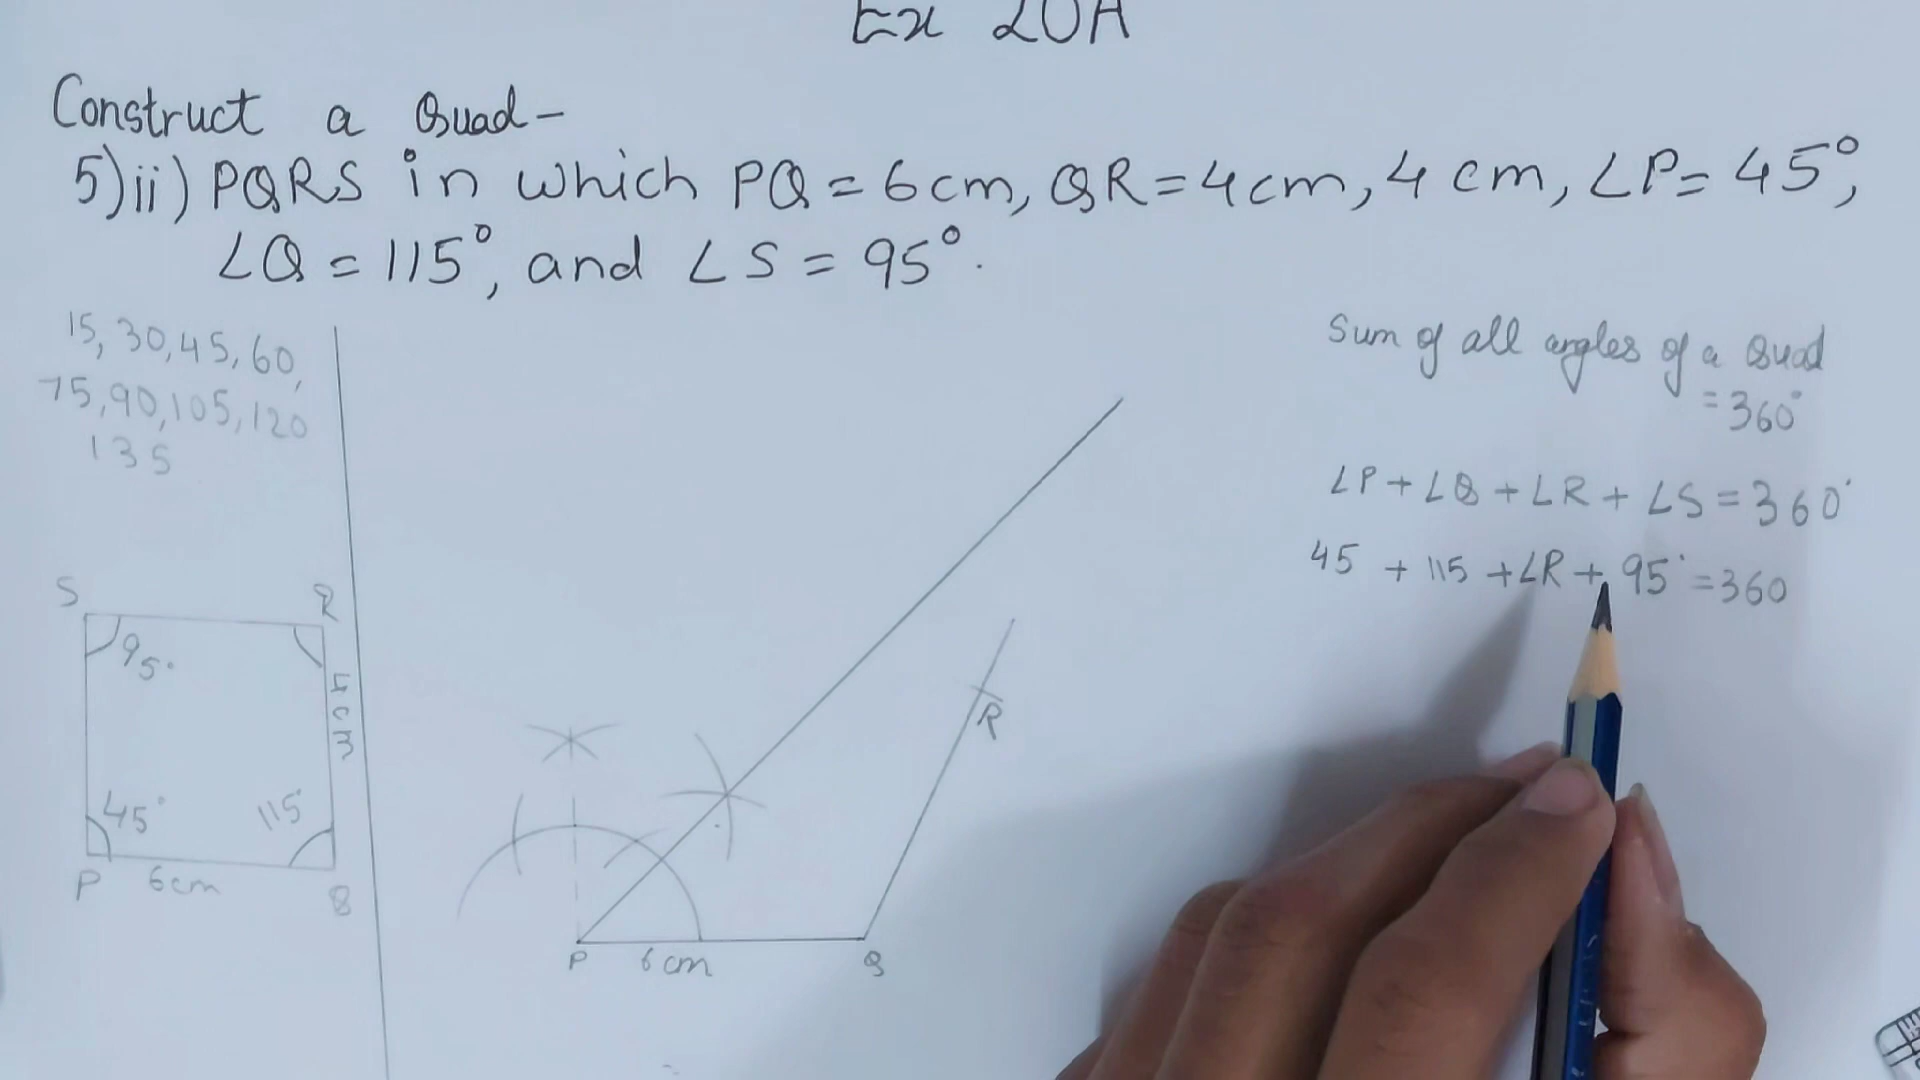 Ex 20A
Construct a Quad-
5)ii) PQRS in which PQ = 6cm, QR = 4cm, 4 cm, ∠P = 45°,
∠Q = 115°, and ∠S = 95°.
15, 30, 45, 60,
75, 90, 105, 120
135
Sum of all angles of a Quad
= 360°
∠P + ∠Q + ∠R + ∠S = 360°
45 + 115 + ∠R + 95° = 360
S R
95°
4cm
45° 115
P 6cm Q
R
P 6cm Q